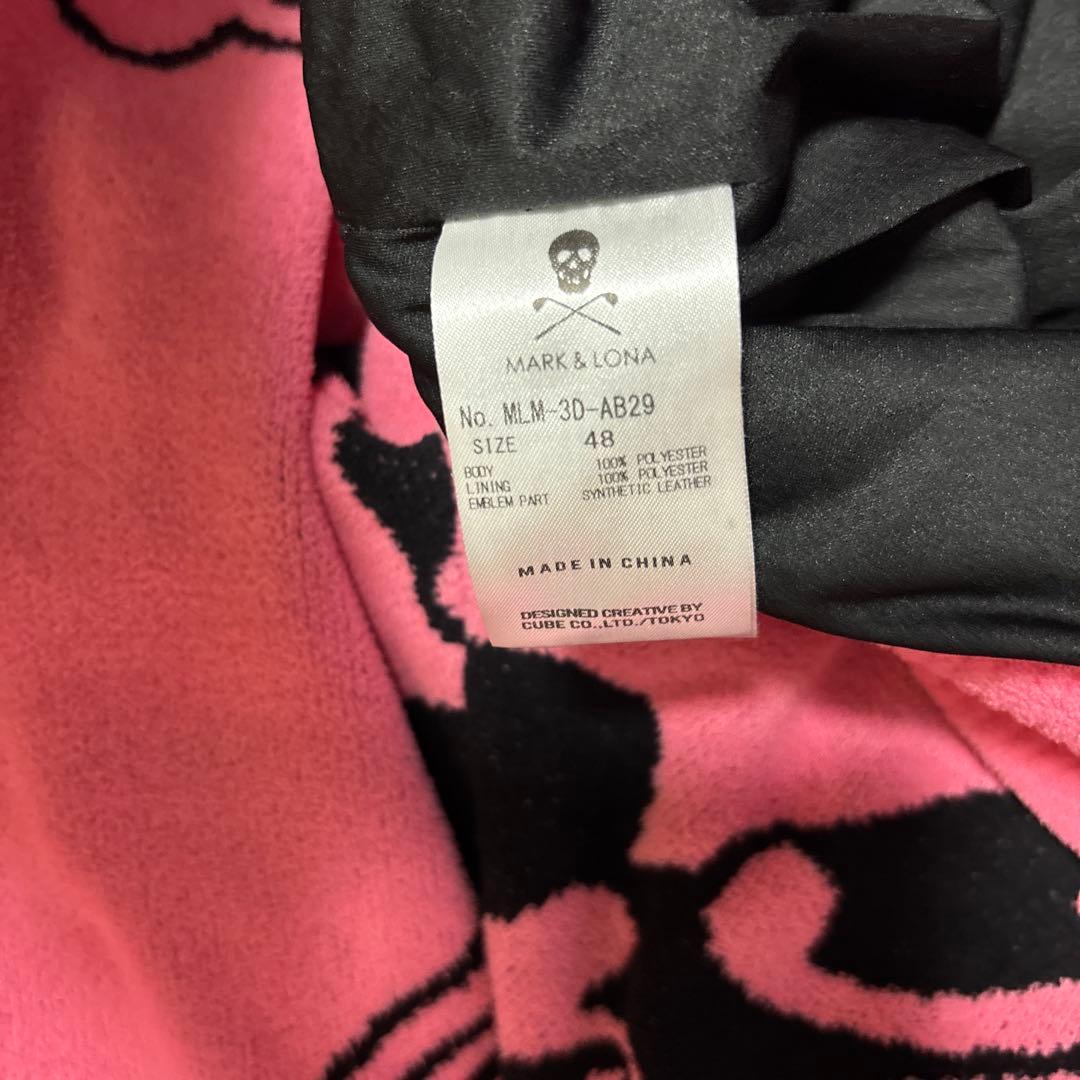 MARK & LONA
No. MLM-3D-AB29
SIZE 48
BODY 100% POLYESTER
LINING 100% POLYESTER
EMBLEM PART SYNTHETIC LEATHER
MADE IN CHINA
DESIGNED CREATIVE BY
CUBE CO.,LTD./TOKYO